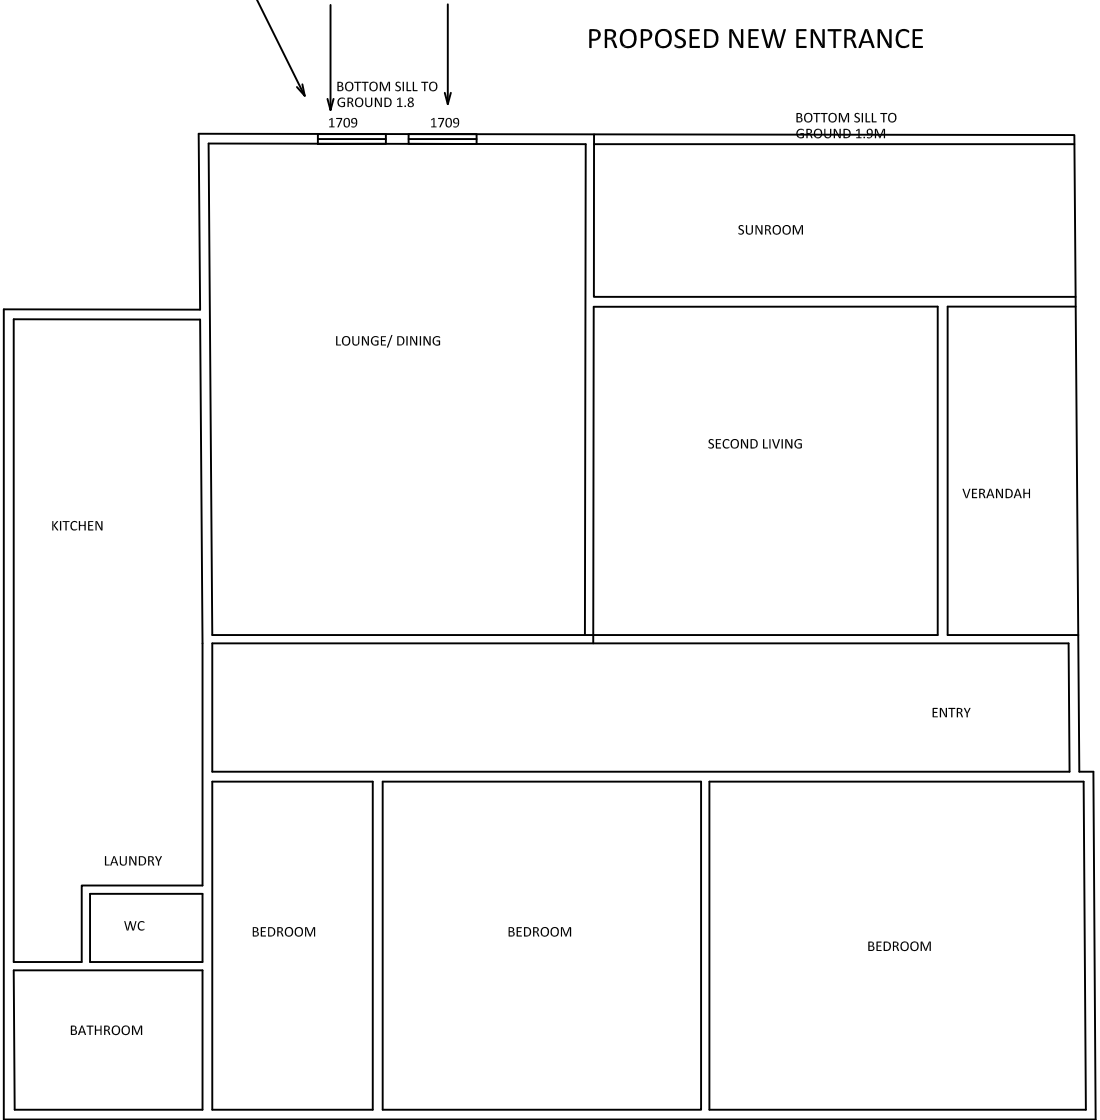 PROPOSED NEW ENTRANCE
BOTTOM SILL TO
GROUND 1.8
1709
1709
BOTTOM SILL TO
GROUND 1.9M
SUNROOM
LOUNGE/ DINING
SECOND LIVING
VERANDAH
KITCHEN
ENTRY
LAUNDRY
WC
BEDROOM
BEDROOM
BEDROOM
BATHROOM